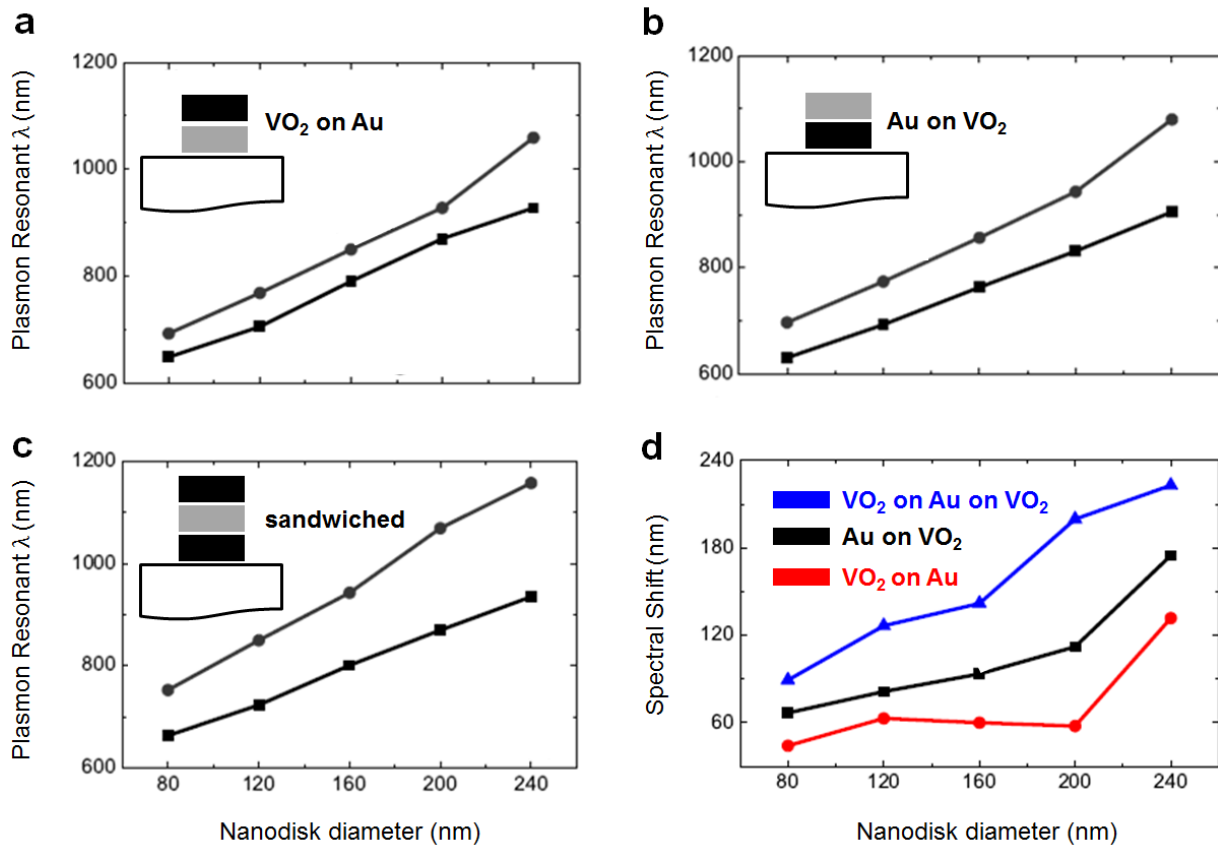 a
Plasmon Resonant λ (nm)
1200
1000
800
600
VO₂ on Au
b
Plasmon Resonant λ (nm)
1200
1000
800
600
Au on VO₂
c
Plasmon Resonant λ (nm)
1200
1000
800
600
sandwiched
80 120 160 200 240
Nanodisk diameter (nm)
d
Spectral Shift (nm)
240
180
120
60
VO₂ on Au on VO₂
Au on VO₂
VO₂ on Au
80 120 160 200 240
Nanodisk diameter (nm)